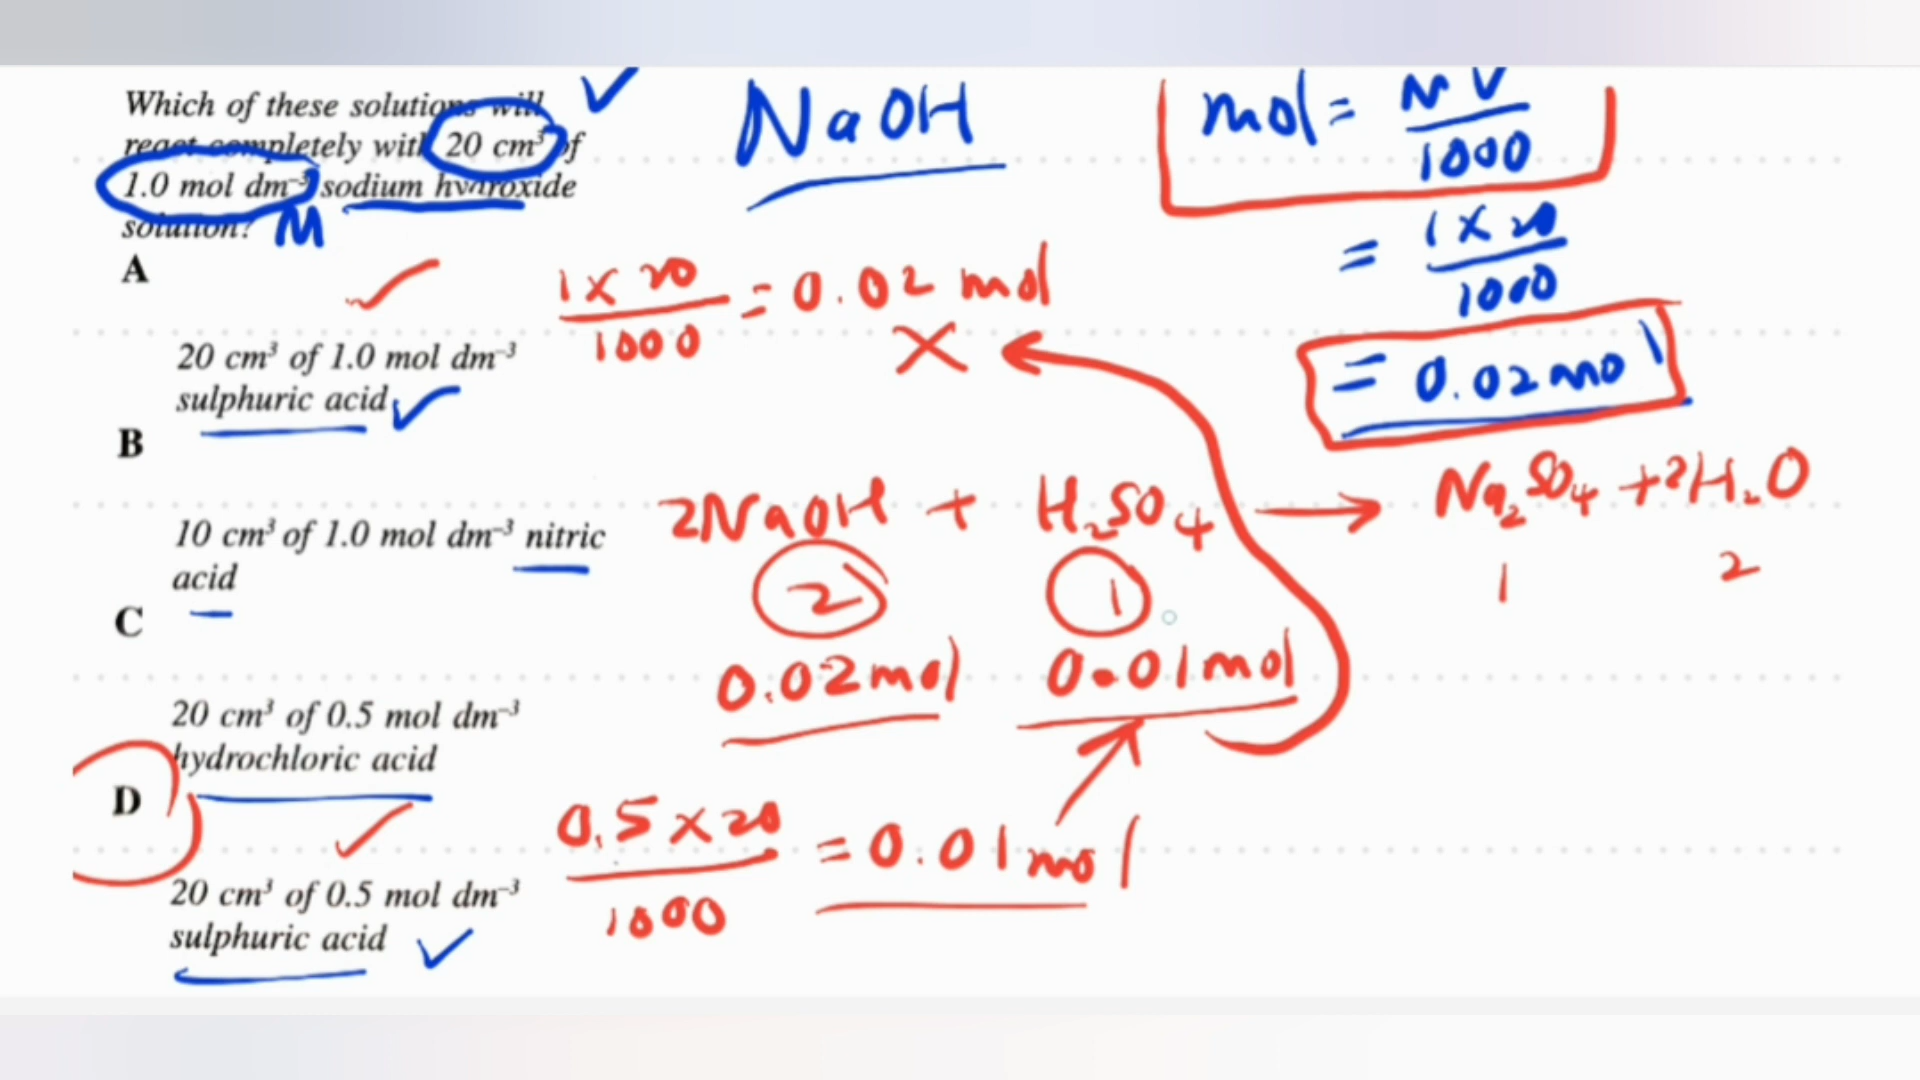 Which of these solutions will
react completely with 20 cm³ of
1.0 mol dm⁻³ sodium hydroxide
solution?
M
NaOH
mol = MV/1000
= 1 x 20/1000
= 0.02 mol
A
1 x 20/1000 = 0.02 mol
20 cm³ of 1.0 mol dm⁻³
sulphuric acid
B
2NaOH + H₂SO₄ → Na₂SO₄ + 2H₂O
10 cm³ of 1.0 mol dm⁻³ nitric
acid
2 1 1 2
C
0.02 mol 0.01 mol
20 cm³ of 0.5 mol dm⁻³
hydrochloric acid
D
0.5 x 20/1000 = 0.01 mol
20 cm³ of 0.5 mol dm⁻³
sulphuric acid